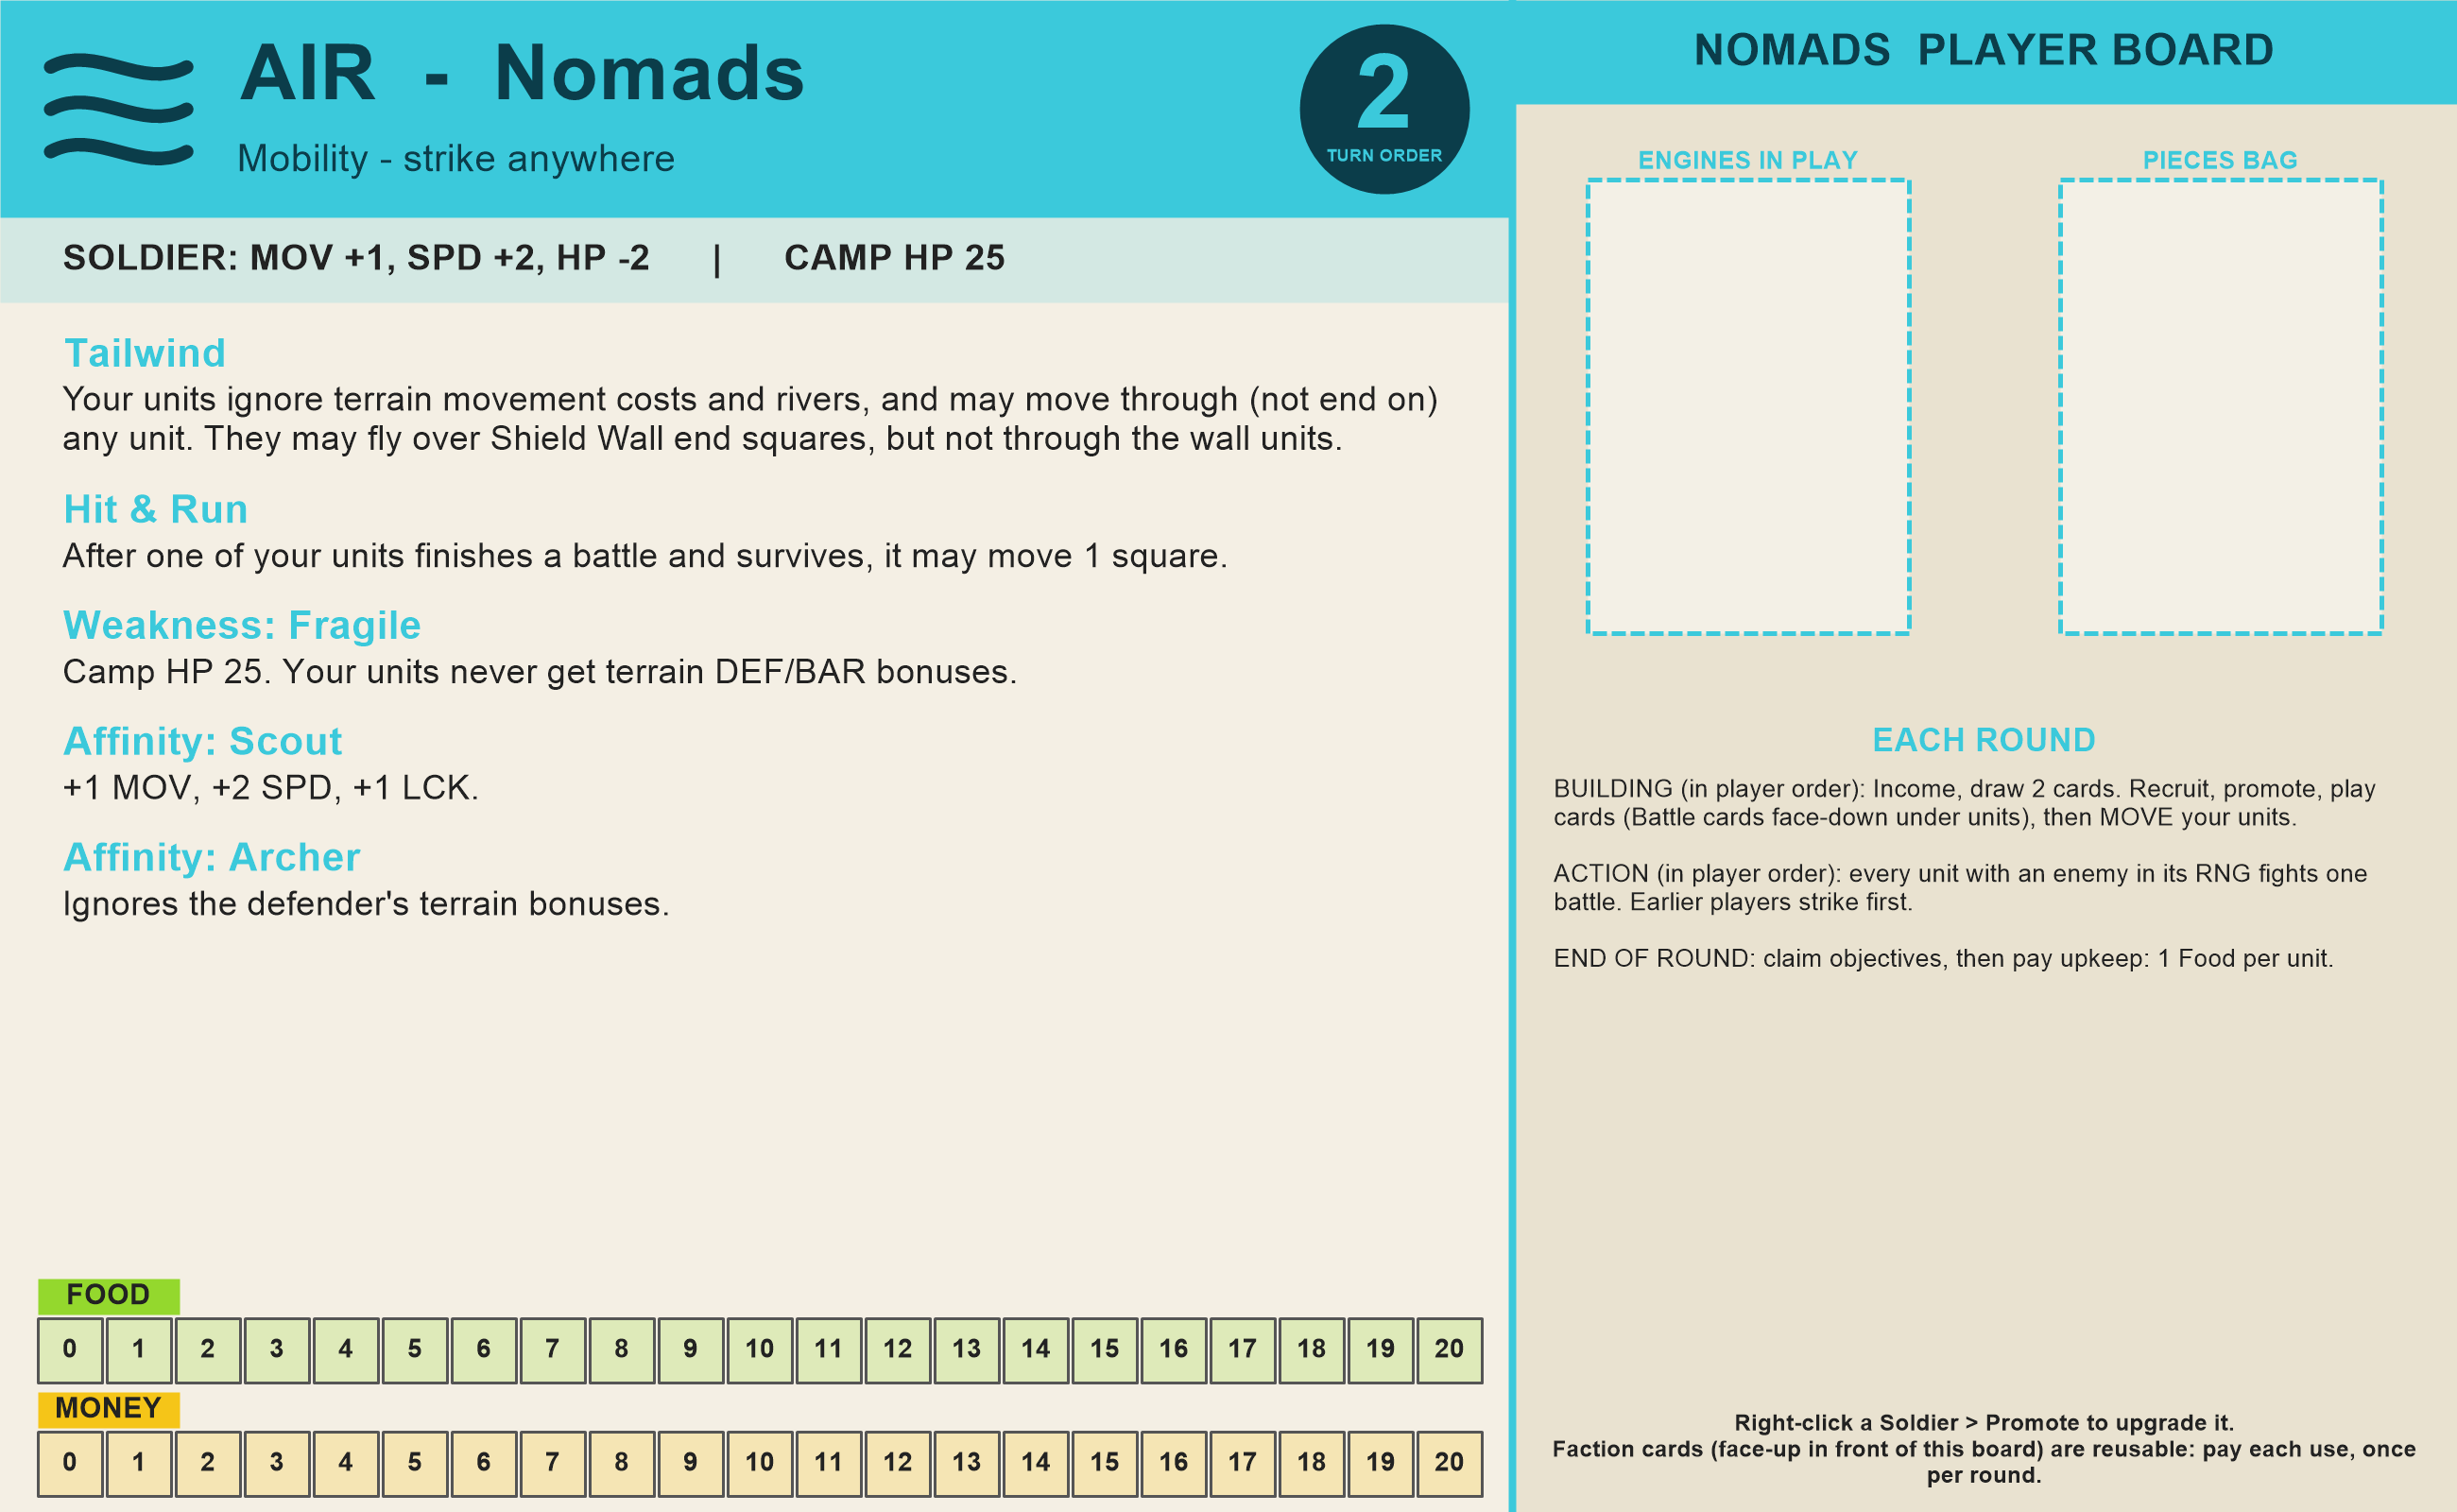 AIR - Nomads
Mobility - strike anywhere
2
TURN ORDER
SOLDIER: MOV +1, SPD +2, HP -2 | CAMP HP 25
Tailwind
Your units ignore terrain movement costs and rivers, and may move through (not end on)
any unit. They may fly over Shield Wall end squares, but not through the wall units.
Hit & Run
After one of your units finishes a battle and survives, it may move 1 square.
Weakness: Fragile
Camp HP 25. Your units never get terrain DEF/BAR bonuses.
Affinity: Scout
+1 MOV, +2 SPD, +1 LCK.
Affinity: Archer
Ignores the defender's terrain bonuses.
FOOD
0 1 2 3 4 5 6 7 8 9 10 11 12 13 14 15 16 17 18 19 20
MONEY
0 1 2 3 4 5 6 7 8 9 10 11 12 13 14 15 16 17 18 19 20
NOMADS PLAYER BOARD
ENGINES IN PLAY
PIECES BAG
EACH ROUND
BUILDING (in player order): Income, draw 2 cards. Recruit, promote, play
cards (Battle cards face-down under units), then MOVE your units.
ACTION (in player order): every unit with an enemy in its RNG fights one
battle. Earlier players strike first.
END OF ROUND: claim objectives, then pay upkeep: 1 Food per unit.
Right-click a Soldier > Promote to upgrade it.
Faction cards (face-up in front of this board) are reusable: pay each use, once
per round.